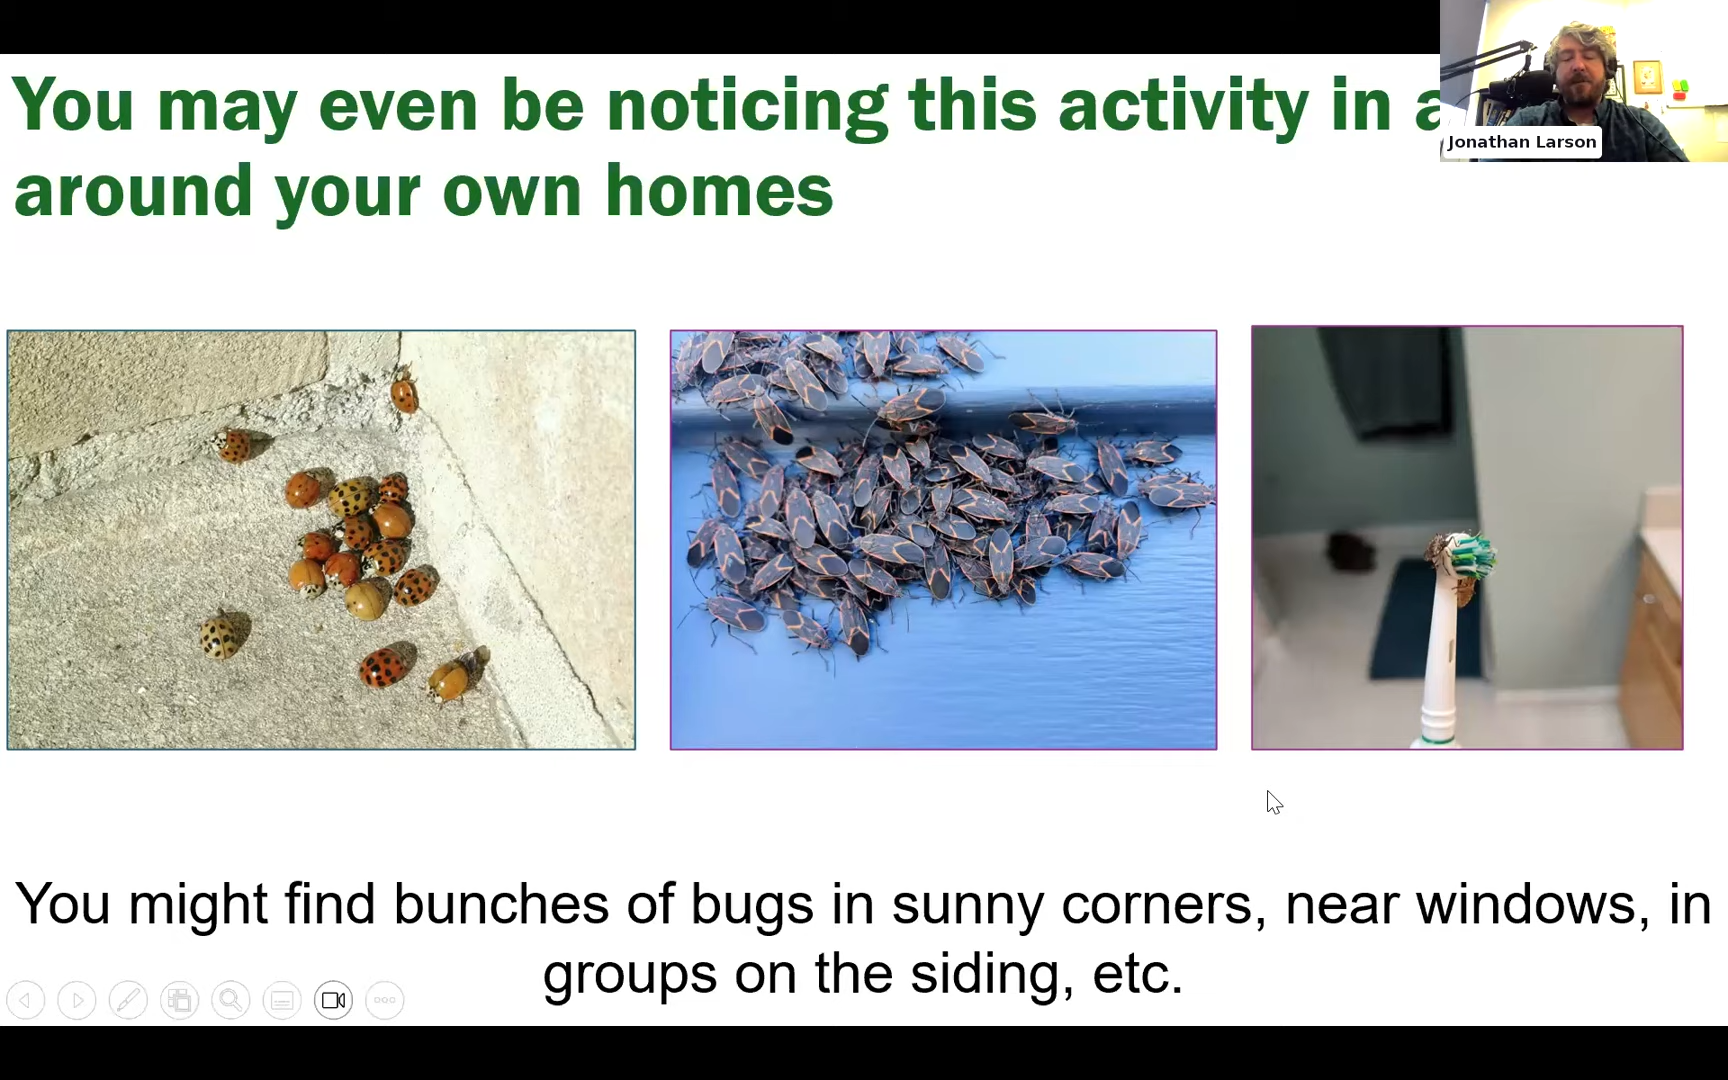 You may even be noticing this activity in a
around your own homes
Jonathan Larson
You might find bunches of bugs in sunny corners, near windows, in
groups on the siding, etc.